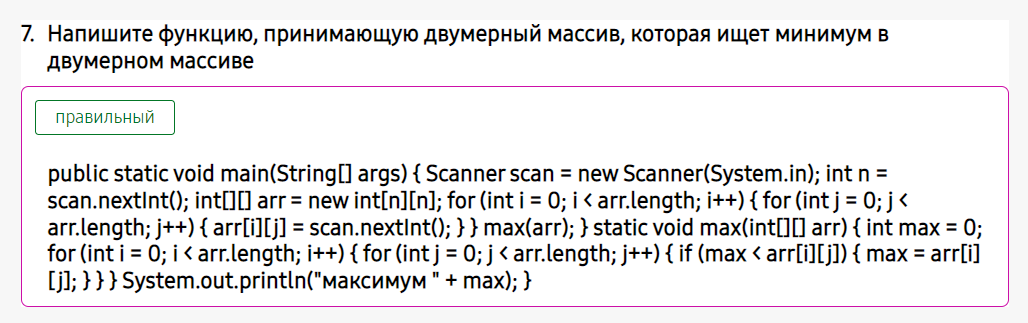 7. Напишите функцию, принимающую двумерный массив, которая ищет минимум в
двумерном массиве
правильный
public static void main(String[] args) { Scanner scan = new Scanner(System.in); int n =
scan.nextInt(); int[][] arr = new int[n][n]; for (int i = 0; i < arr.length; i++) { for (int j = 0; j <
arr.length; j++) { arr[i][j] = scan.nextInt(); } } max(arr); } static void max(int[][] arr) { int max = 0;
for (int i = 0; i < arr.length; i++) { for (int j = 0; j < arr.length; j++) { if (max < arr[i][j]) { max = arr[i]
[j]; } } } System.out.println("максимум " + max); }